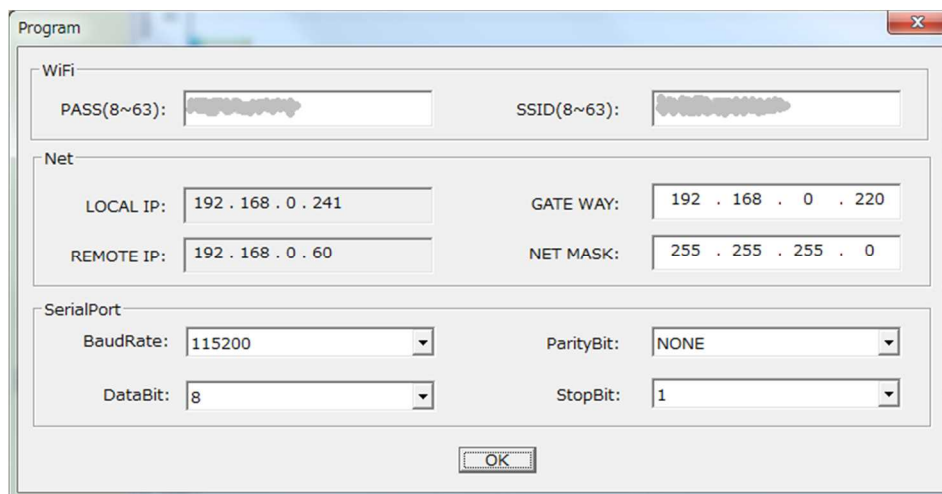 Program
WiFi
PASS(8~63): SSID(8~63):
Net
LOCAL IP: 192 . 168 . 0 . 241 GATE WAY: 192 . 168 . 0 . 220
REMOTE IP: 192 . 168 . 0 . 60 NET MASK: 255 . 255 . 255 . 0
SerialPort
BaudRate: 115200 ParityBit: NONE
DataBit: 8 StopBit: 1
OK